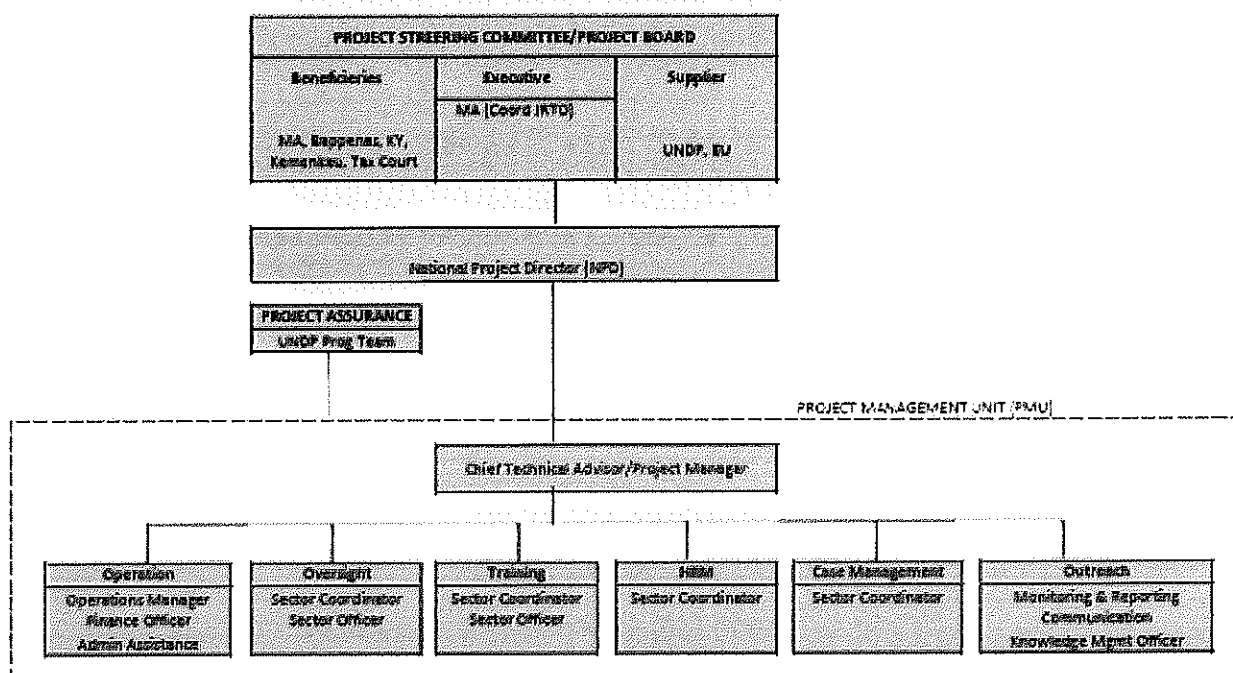 PROJECT STREERING COMMITTEE/PROJECT BOARD
Beneficieries
Executive
Supplier
MA (Coord JRTO)
MA, Bappenas, KY,
Kemenkeu, Tax Court
UNDP, EU
National Project Director (NPD)
PROJECT ASSURANCE
UNDP Prog Team
PROJECT MANAGEMENT UNIT (PMU)
Chief Technical Advisor/Project Manager
Operation
Operations Manager
Finance Officer
Admin Assistance
Oversight
Sector Coordinator
Sector Officer
Training
Sector Coordinator
Sector Officer
HRM
Sector Coordinator
Case Management
Sector Coordinator
Outreach
Monitoring & Reporting
Communication
Knowledge Mgmt Officer